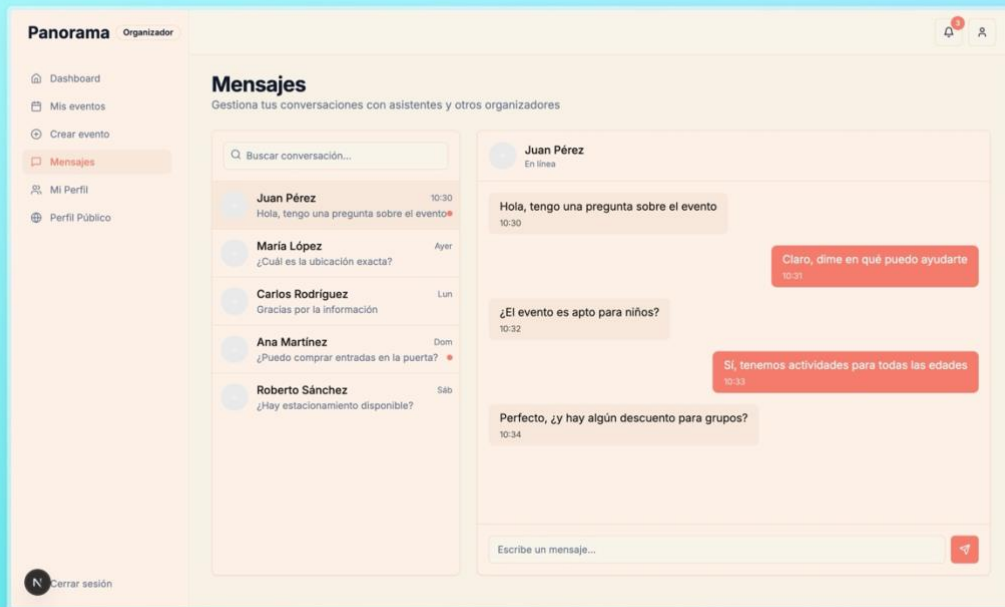 Panorama Organizador
3
Dashboard
Mis eventos
Crear evento
Mensajes
Mi Perfil
Perfil Público
N Cerrar sesión
Mensajes
Gestiona tus conversaciones con asistentes y otros organizadores
Buscar conversación...
Juan Pérez 10:30
Hola, tengo una pregunta sobre el evento
María López Ayer
¿Cuál es la ubicación exacta?
Carlos Rodríguez Lun
Gracias por la información
Ana Martínez Dom
¿Puedo comprar entradas en la puerta?
Roberto Sánchez Sáb
¿Hay estacionamiento disponible?
Juan Pérez
En línea
Hola, tengo una pregunta sobre el evento
10:30
Claro, dime en qué puedo ayudarte
10:31
¿El evento es apto para niños?
10:32
Sí, tenemos actividades para todas las edades
10:33
Perfecto, ¿y hay algún descuento para grupos?
10:34
Escribe un mensaje...